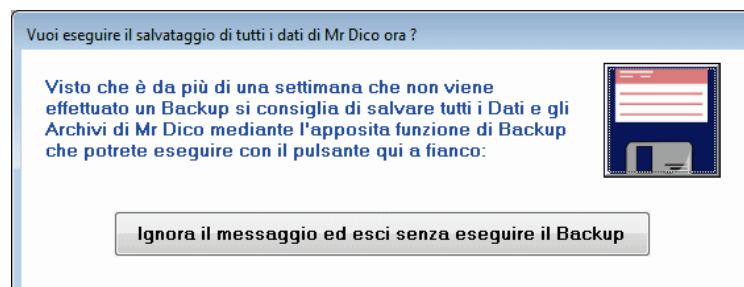 Vuoi eseguire il salvataggio di tutti i dati di Mr Dico ora ?
Visto che è da più di una settimana che non viene
effettuato un Backup si consiglia di salvare tutti i Dati e gli
Archivi di Mr Dico mediante l'apposita funzione di Backup
che potrete eseguire con il pulsante qui a fianco:
Ignora il messaggio ed esci senza eseguire il Backup